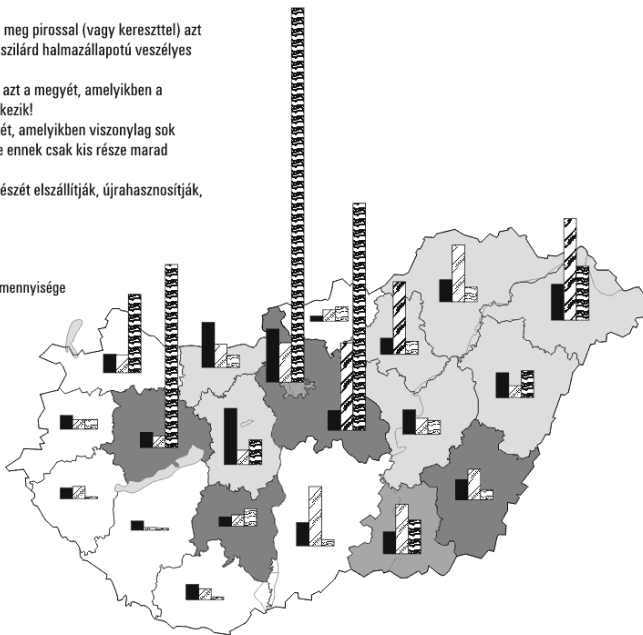 meg pirossal (vagy kereszttel) azt
szilárd halmazállapotú veszélyes
azt a megyét, amelyikben a
kezik!
ét, amelyikben viszonylag sok
e ennek csak kis része marad
észét elszállítják, újrahasznosítják,
mennyisége